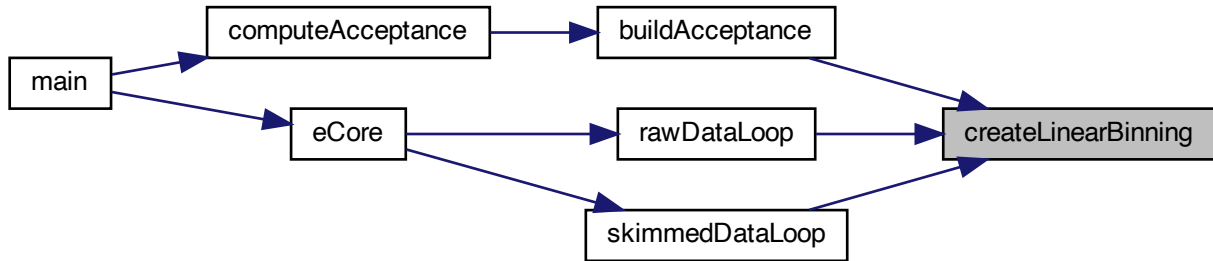 computeAcceptance
buildAcceptance
main
eCore
rawDataLoop
createLinearBinning
skimmedDataLoop